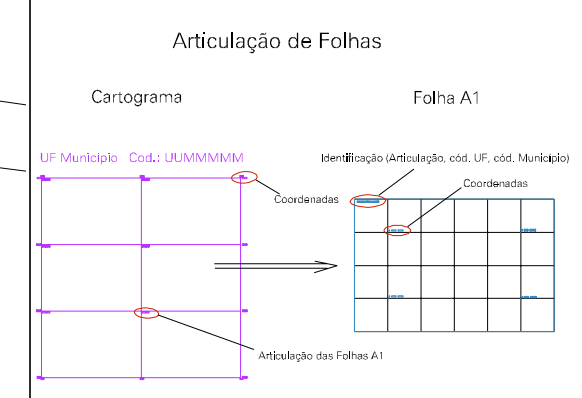 Articulação de Folhas
Cartograma
Folha A1
UF Município Cod.: UUMMMMM
Identificação (Articulação, cód. UF, cód. Município)
Coordenadas
Coordenadas
Articulação das Folhas A1